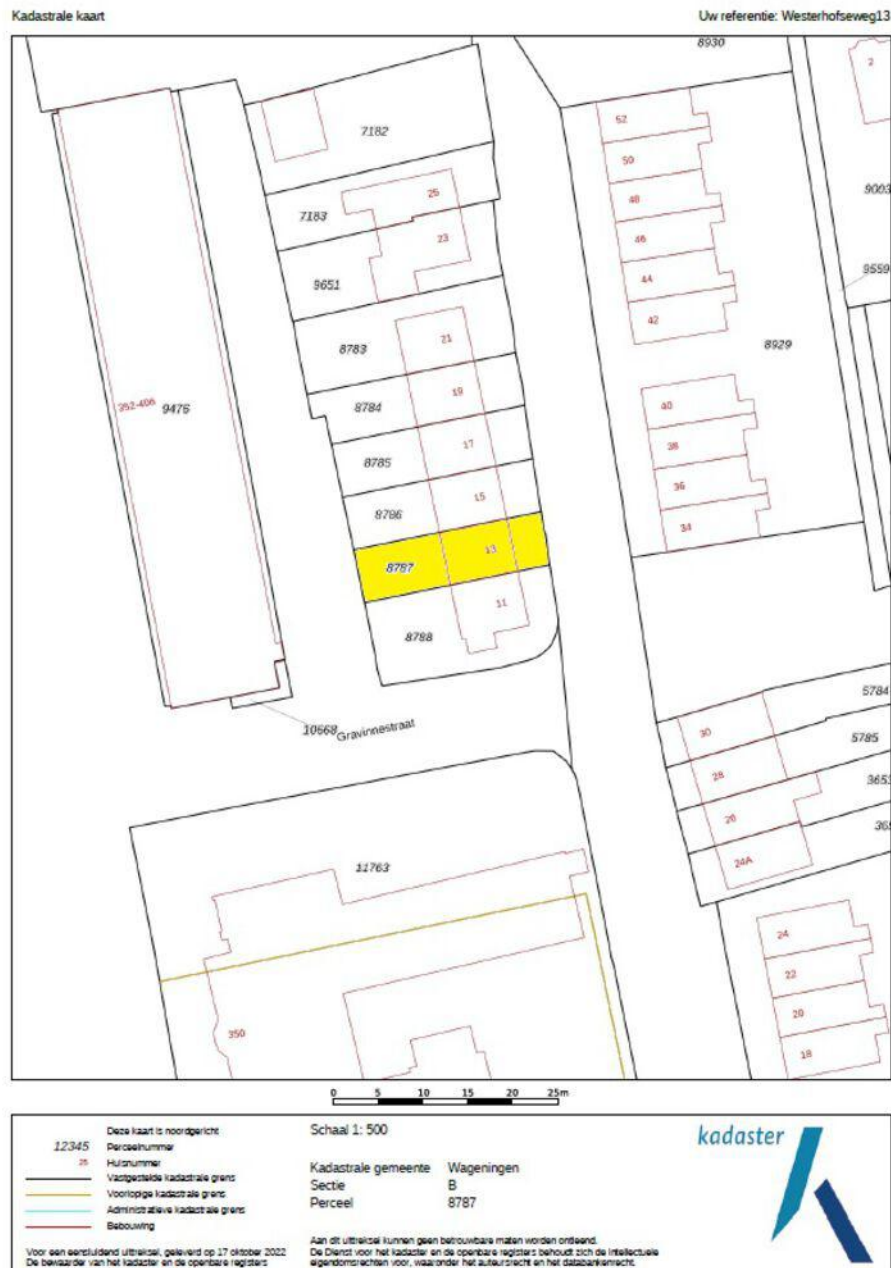 Kadastrale kaart
Uw referentie: Westerhofseweg13
8930
2
52
7182
50
25
48
9003
7183
46
23
9559
44
9651
42
21
8783
8929
352-406
9476
19
40
8784
17
38
8785
36
15
8786
34
13
8787
11
8788
5784
10668
Gravinnestraat
30
5785
28
3653
26
365
24A
11763
24
22
350
20
18
0 5 10 15 20 25m
Deze kaart is noordgericht
12345 Perceelnummer
25 Huisnummer
Vastgestelde kadastrale grens
Voorlopige kadastrale grens
Administratieve kadastrale grens
Bebouwing
Voor een eensluidend uittreksel, geleverd op 17 oktober 2022
De bewaarder van het kadaster en de openbare registers
Schaal 1: 500
Kadastrale gemeente Wageningen
Sectie B
Perceel 8787
Aan dit uittreksel kunnen geen betrouwbare maten worden ontleend.
De Dienst voor het kadaster en de openbare registers behoudt zich de intellectuele
eigendomsrechten voor, waaronder het auteursrecht en het databankenrecht.
kadaster